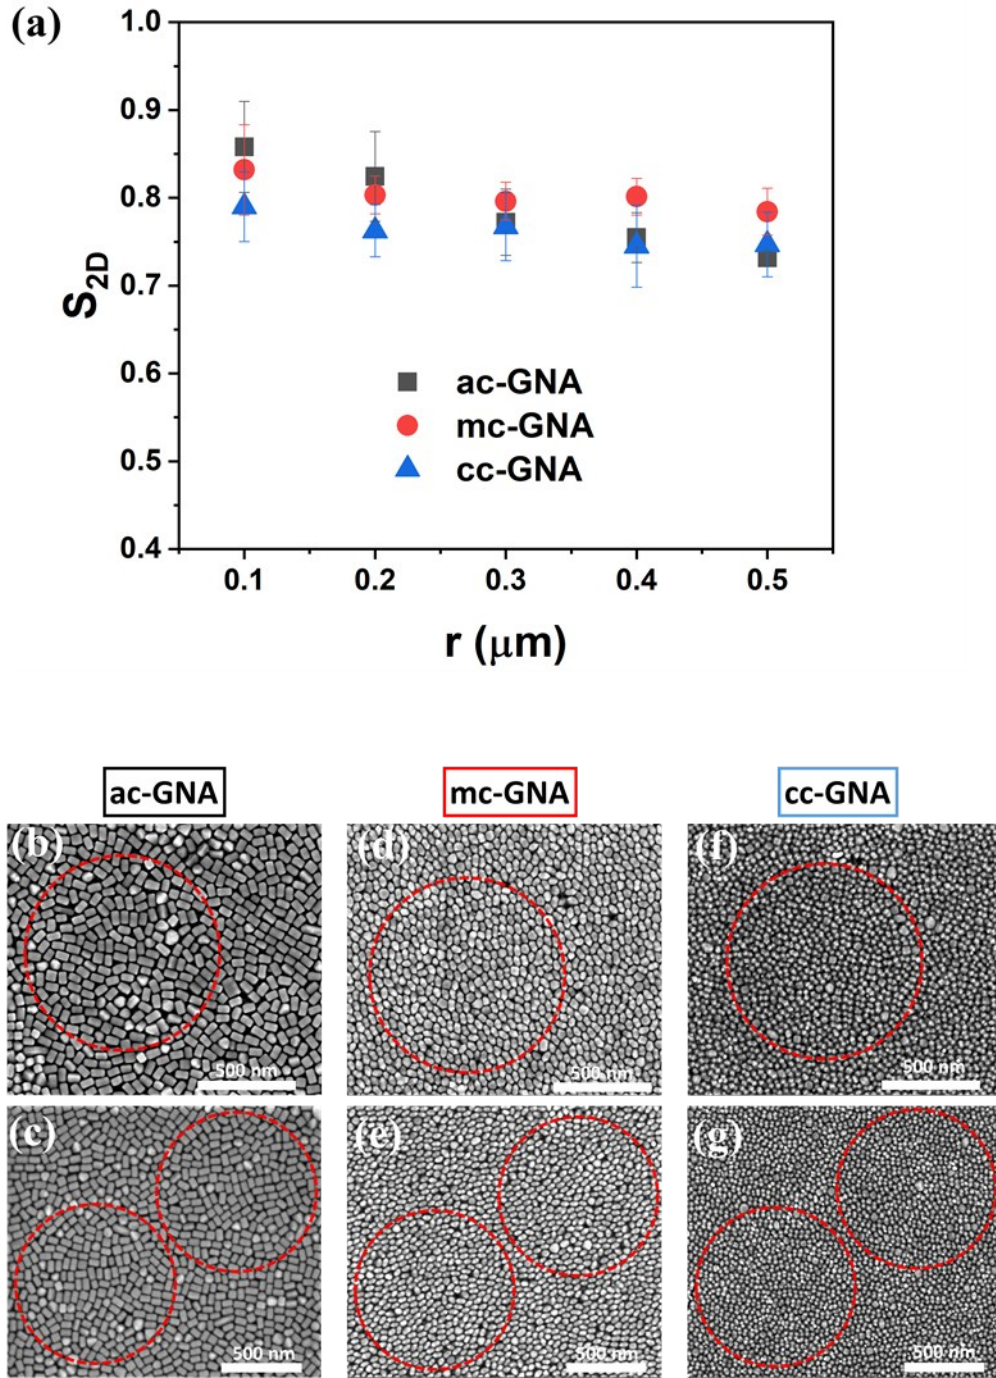 (a)
1.0
0.9
0.8
0.7
0.6
0.5
0.4
S2D
ac-GNA
mc-GNA
cc-GNA
0.1 0.2 0.3 0.4 0.5
r (μm)
ac-GNA mc-GNA cc-GNA
(b) (d) (f)
500 nm 500 nm 500 nm
(c) (e) (g)
500 nm 500 nm 500 nm